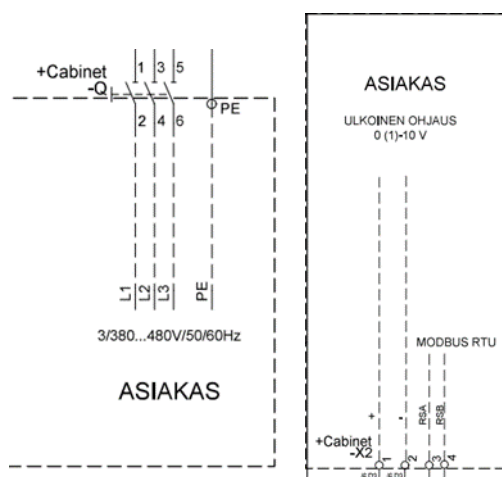 1 3 5
+Cabinet
-Q
PE
2 4 6
L1 L2 L3 PE
3/380...480V/50/60Hz
ASIAKAS
ASIAKAS
ULKOINEN OHJAUS
0 (1)-10 V
MODBUS RTU
+ - RSA RSB
+Cabinet
-X2
1 2 3 4